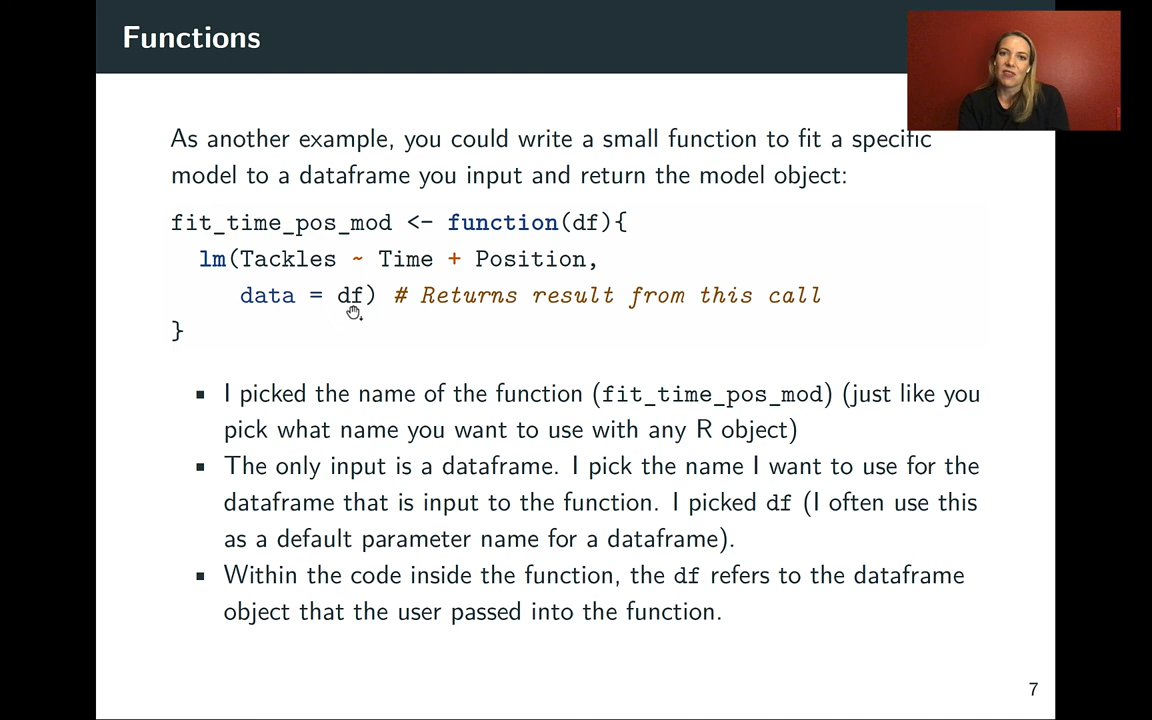 Functions
As another example, you could write a small function to fit a specific
model to a dataframe you input and return the model object:
fit_time_pos_mod <- function(df){
lm(Tackles ~ Time + Position,
data = df) # Returns result from this call
}
▪ I picked the name of the function (fit_time_pos_mod) (just like you
pick what name you want to use with any R object)
▪ The only input is a dataframe. I pick the name I want to use for the
dataframe that is input to the function. I picked df (I often use this
as a default parameter name for a dataframe).
▪ Within the code inside the function, the df refers to the dataframe
object that the user passed into the function.
7